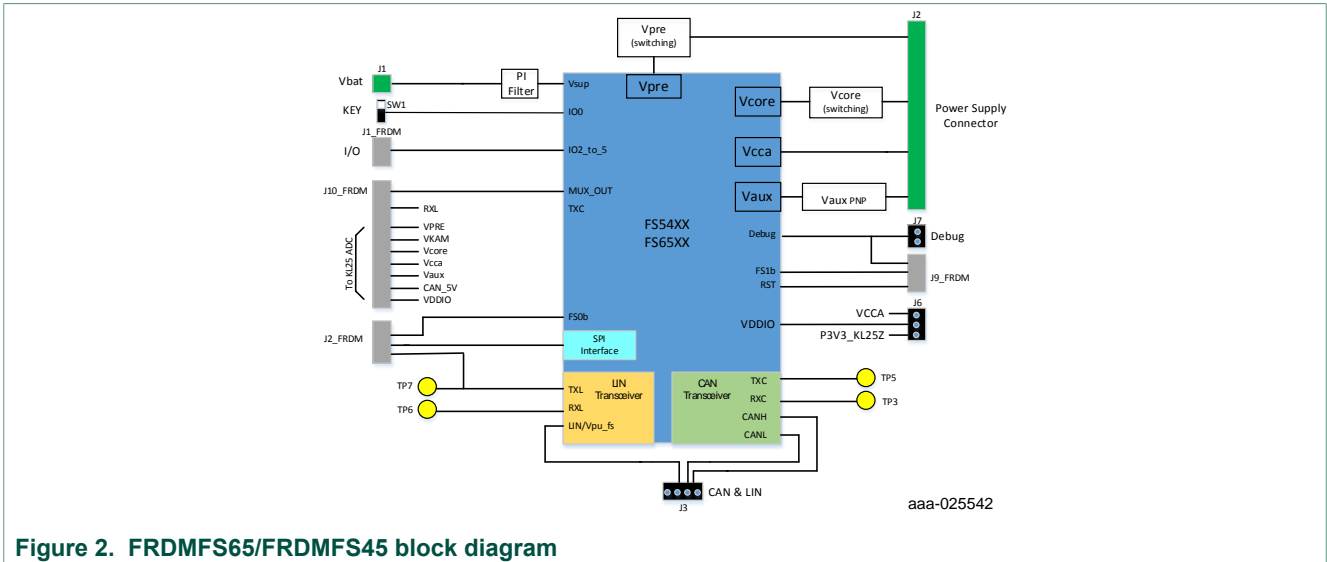 Vpre
(switching)
J2
Vbat
J1
PI
Filter
Vsup
Vpre
Vcore
Vcore
(switching)
Power Supply
Connector
KEY
SW1
IO0
J1_FRDM
I/O
IO2_to_5
Vcca
J10_FRDM
MUX_OUT
TXC
RXL
VPRE
VKAM
Vcore
Vcca
Vaux
CAN_5V
VDDIO
To KL25 ADC
Vaux
Vaux PNP
FS54XX
FS65XX
Debug
J7
Debug
FS1b
RST
J9_FRDM
J6
VCCA
VDDIO
P3V3_KL25Z
FS0b
J2_FRDM
SPI
Interface
TP7
TXL
LIN
Transceiver
TP6
RXL
LIN/Vpu_fs
CAN
Transceiver
TXC
TP5
RXC
TP3
CANH
CANL
CAN & LIN
J3
aaa-025542
Figure 2. FRDMFS65/FRDMFS45 block diagram